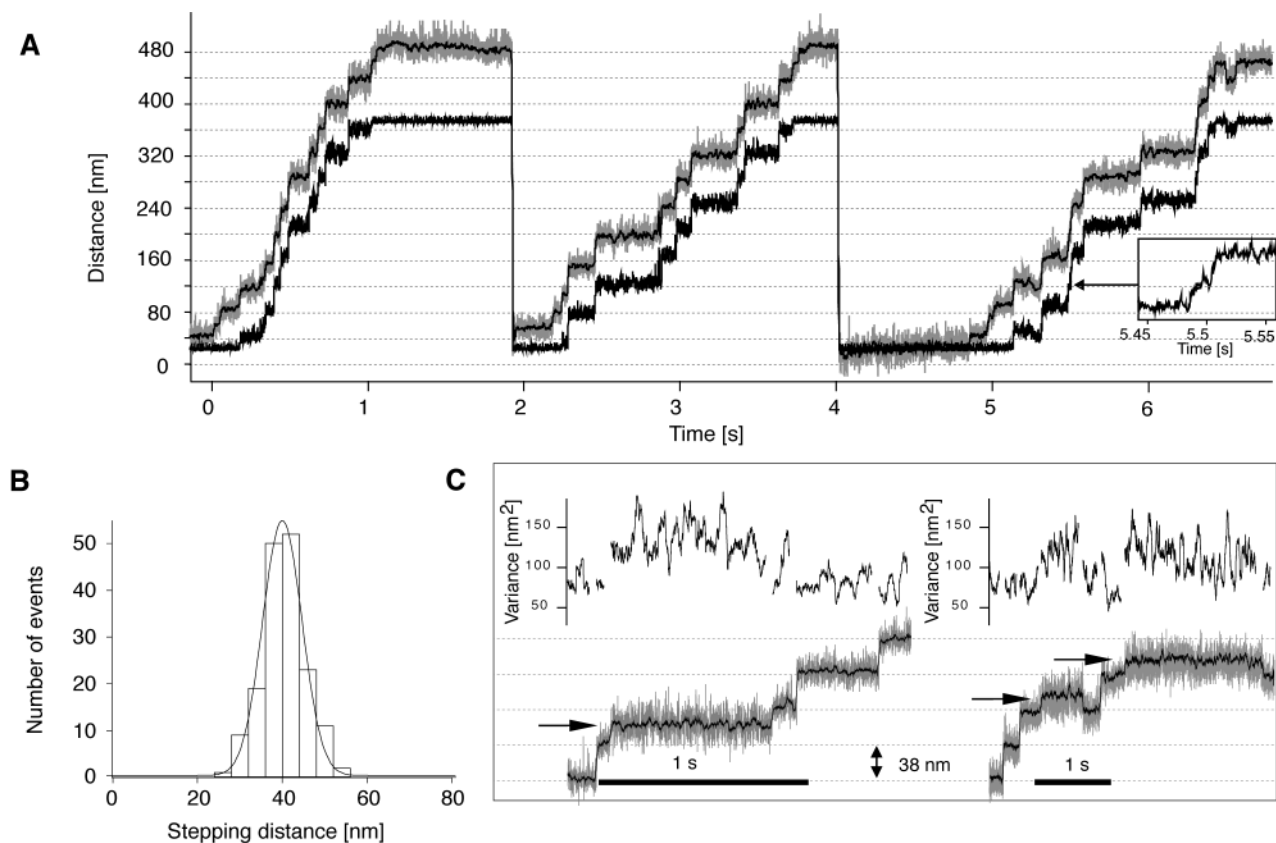 A
Distance [nm]
480
400
320
240
160
80
0
0 1 2 3 4 5 6
Time [s]
5.45 5.5 5.55
Time [s]
B
Number of events
50
40
30
20
10
0
0 20 40 60 80
Stepping distance [nm]
C
Variance [nm2]
150
100
50
1 s
38 nm
Variance [nm2]
150
100
50
1 s